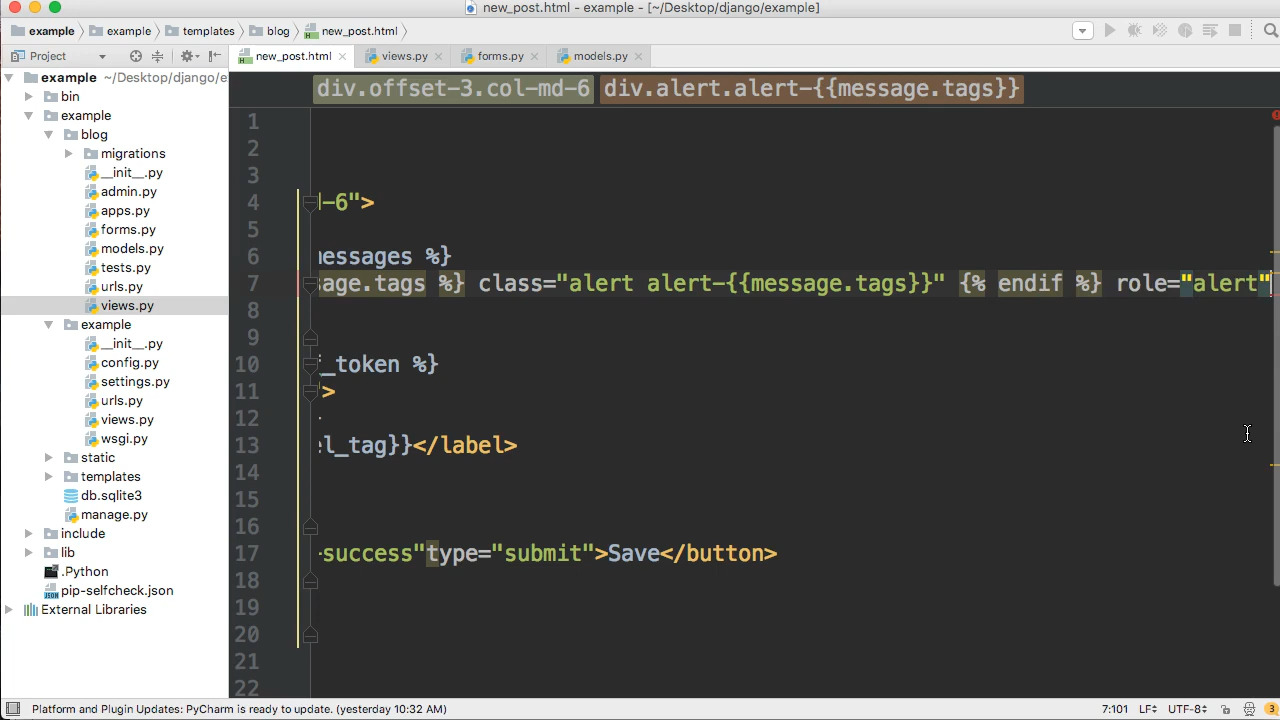 new_post.html - example - [~/Desktop/django/example]
example example templates blog new_post.html
Project new_post.html views.py forms.py models.py
example ~/Desktop/django/e
bin
example
blog
migrations
__init__.py
admin.py
apps.py
forms.py
models.py
tests.py
urls.py
views.py
example
__init__.py
config.py
settings.py
urls.py
views.py
wsgi.py
static
templates
db.sqlite3
manage.py
include
lib
.Python
pip-selfcheck.json
External Libraries
div.offset-3.col-md-6 div.alert.alert-{{message.tags}}
1
2
3
4 l-6">
5
6 nessages %}
7 sage.tags %} class="alert alert-{{message.tags}}" {% endif %} role="alert"
8
9
10 f_token %}
11 '>
12
13 el_tag}}</label>
14
15
16
17 -success"type="submit">Save</button>
18
19
20
21
22
Platform and Plugin Updates: PyCharm is ready to update. (yesterday 10:32 AM) 7:101 LF UTF-8 3